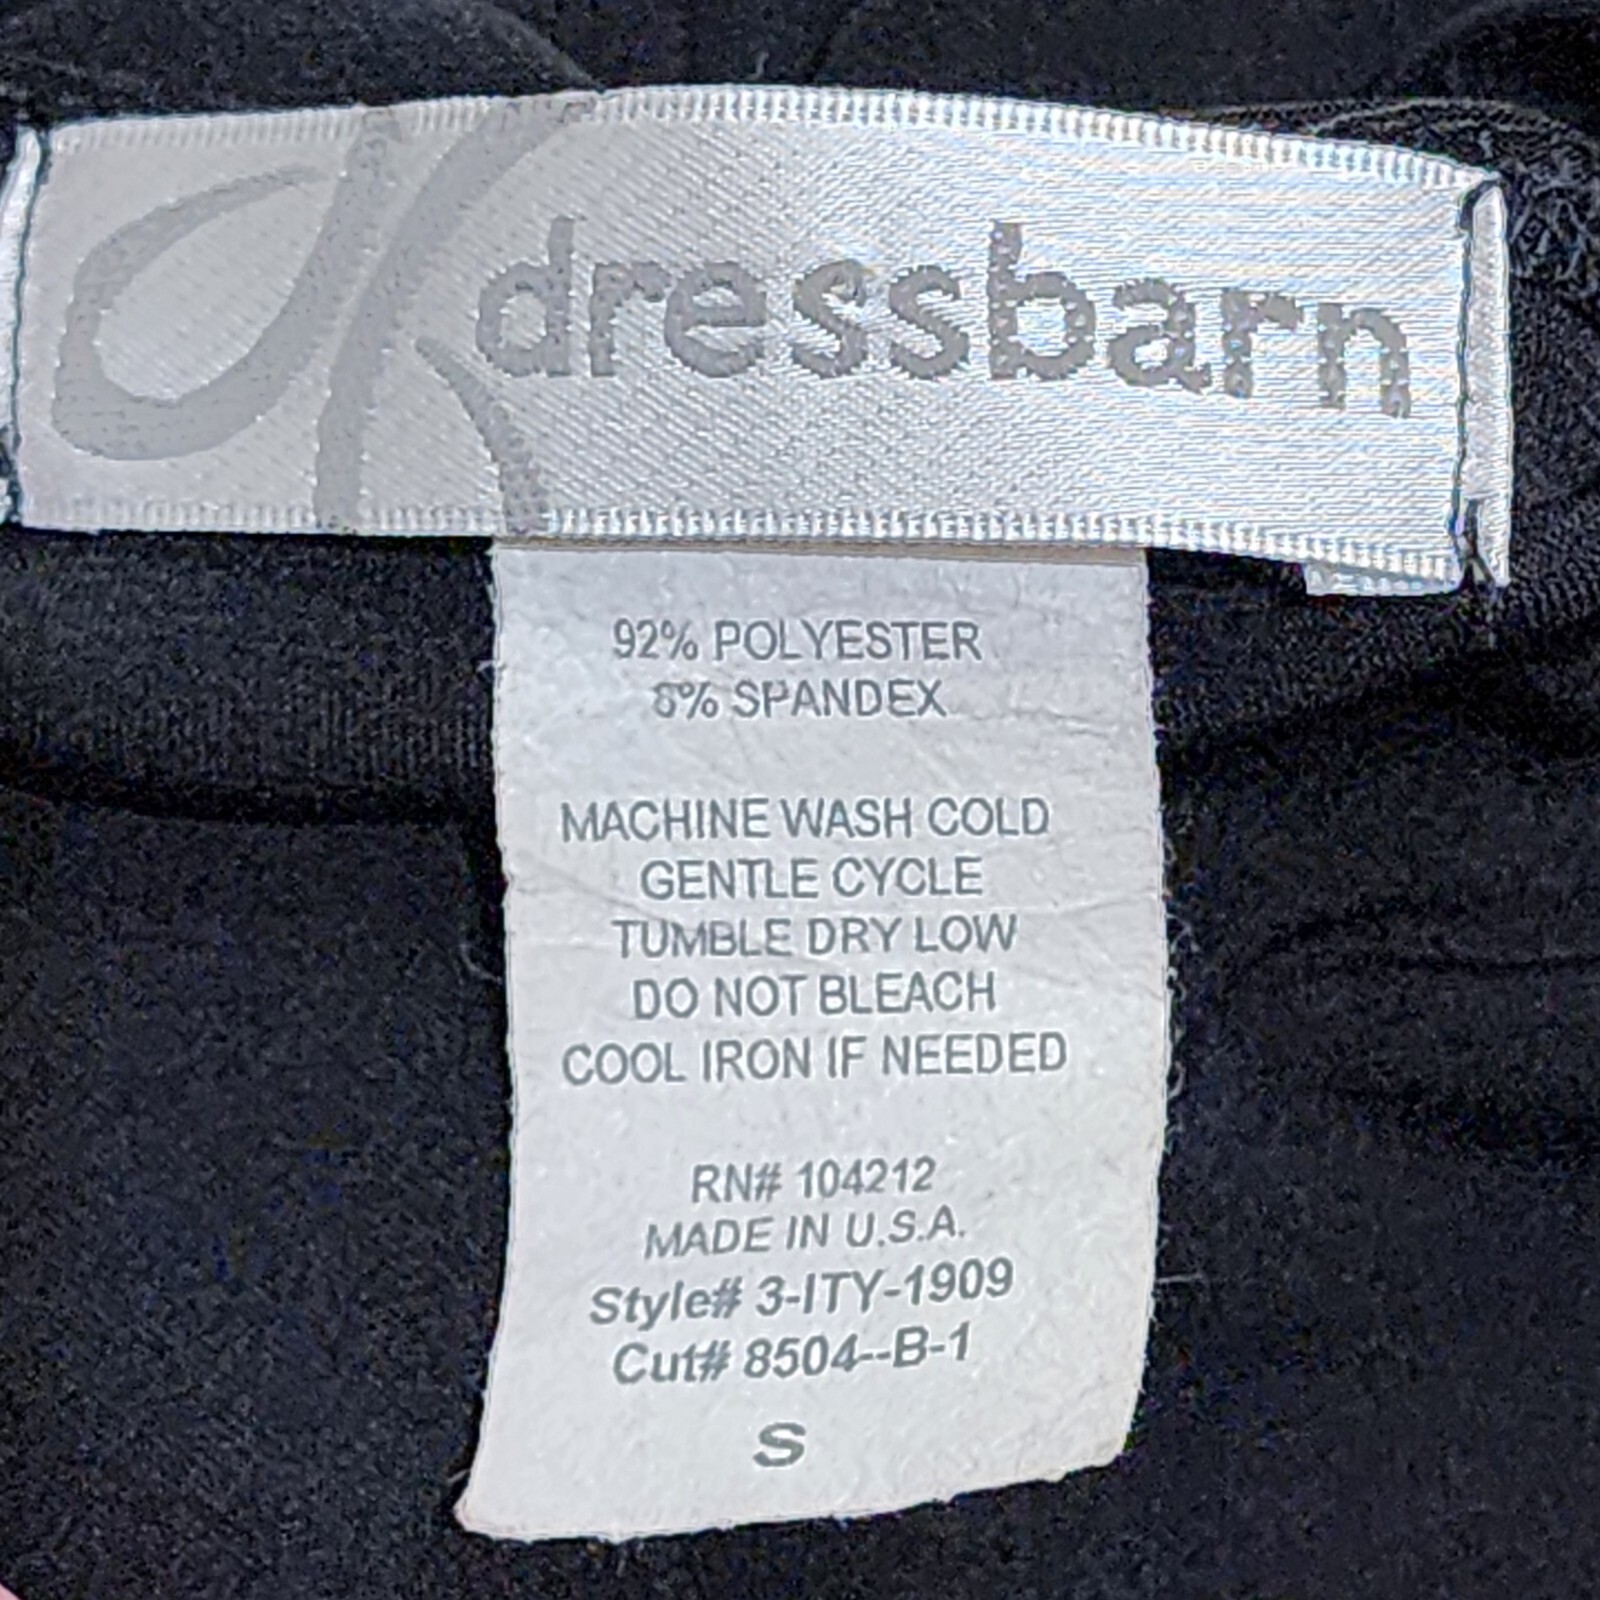 dressbarn
92% POLYESTER
8% SPANDEX
MACHINE WASH COLD
GENTLE CYCLE
TUMBLE DRY LOW
DO NOT BLEACH
COOL IRON IF NEEDED
RN# 104212
MADE IN U.S.A.
Style# 3-ITY-1909
Cut# 8504--B-1
S